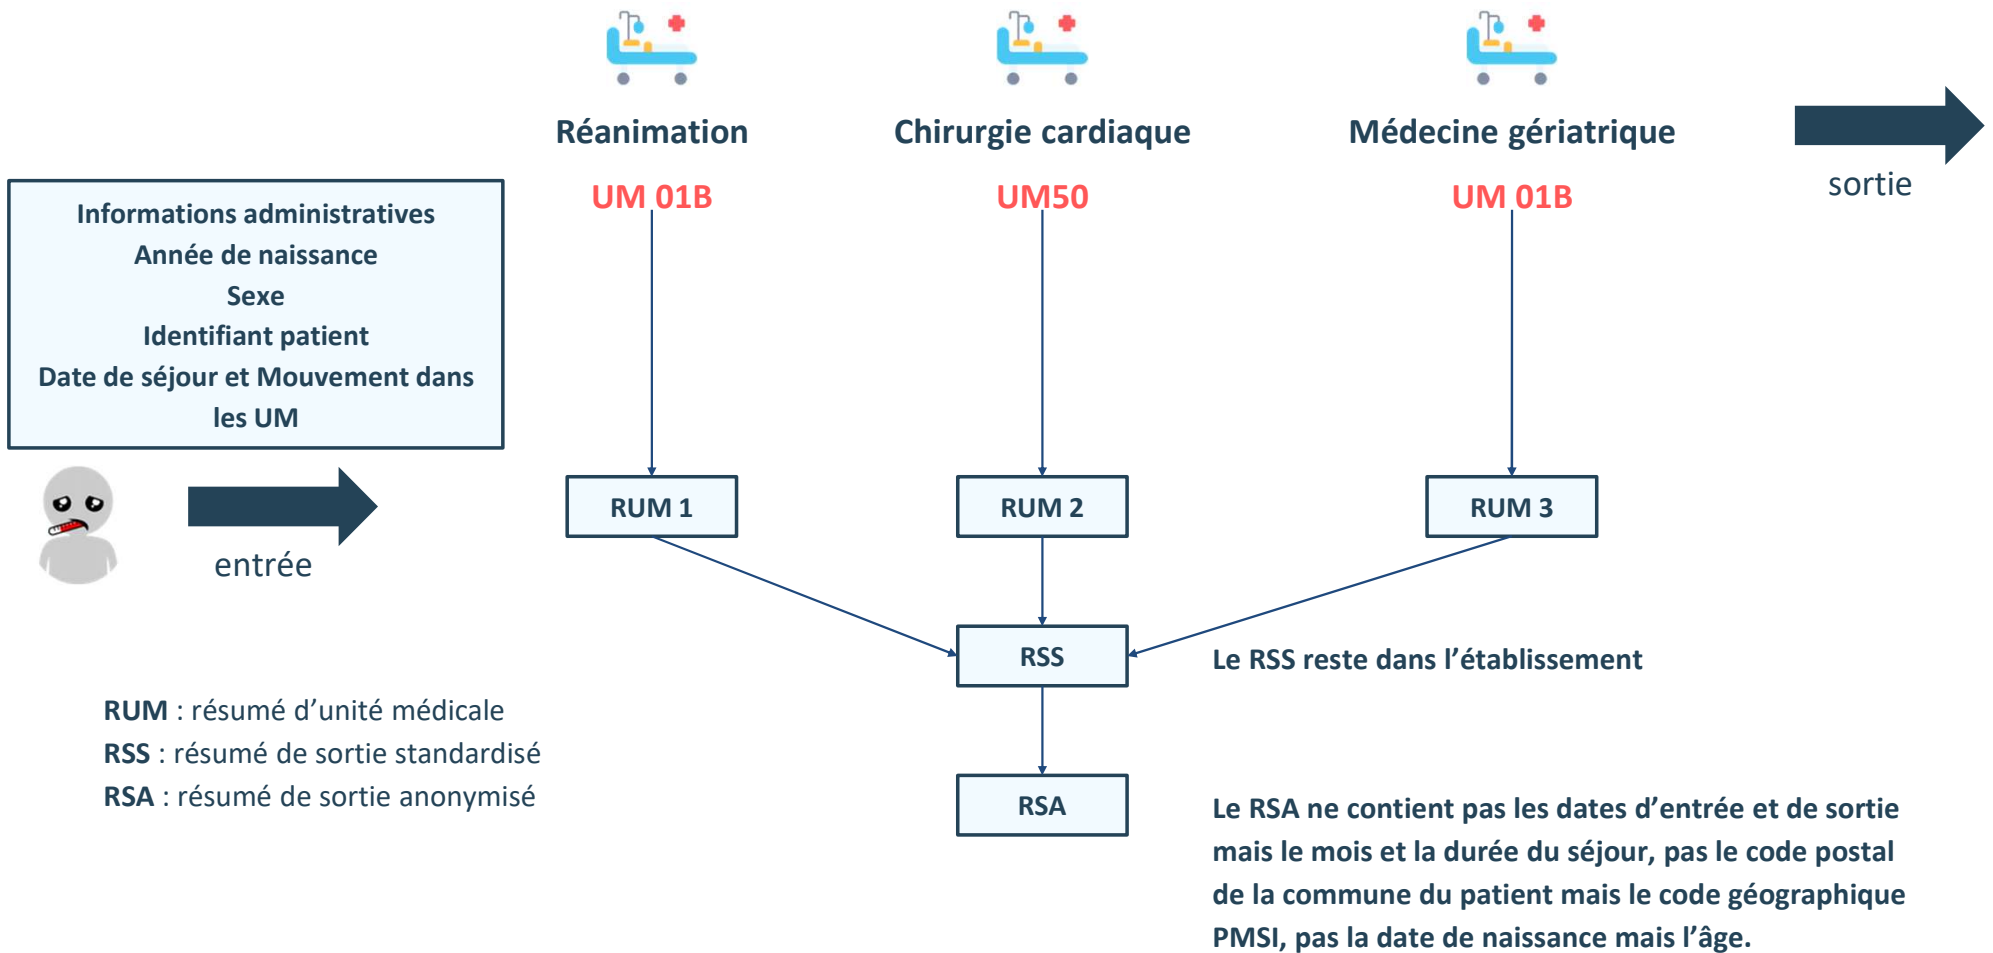 Réanimation
Chirurgie cardiaque
Médecine gériatrique
UM 01B
UM50
UM 01B
sortie
Informations administratives
Année de naissance
Sexe
Identifiant patient
Date de séjour et Mouvement dans
les UM
entrée
RUM 1
RUM 2
RUM 3
RSS
Le RSS reste dans l’établissement
RUM : résumé d’unité médicale
RSS : résumé de sortie standardisé
RSA : résumé de sortie anonymisé
RSA
Le RSA ne contient pas les dates d’entrée et de sortie
mais le mois et la durée du séjour, pas le code postal
de la commune du patient mais le code géographique
PMSI, pas la date de naissance mais l’âge.